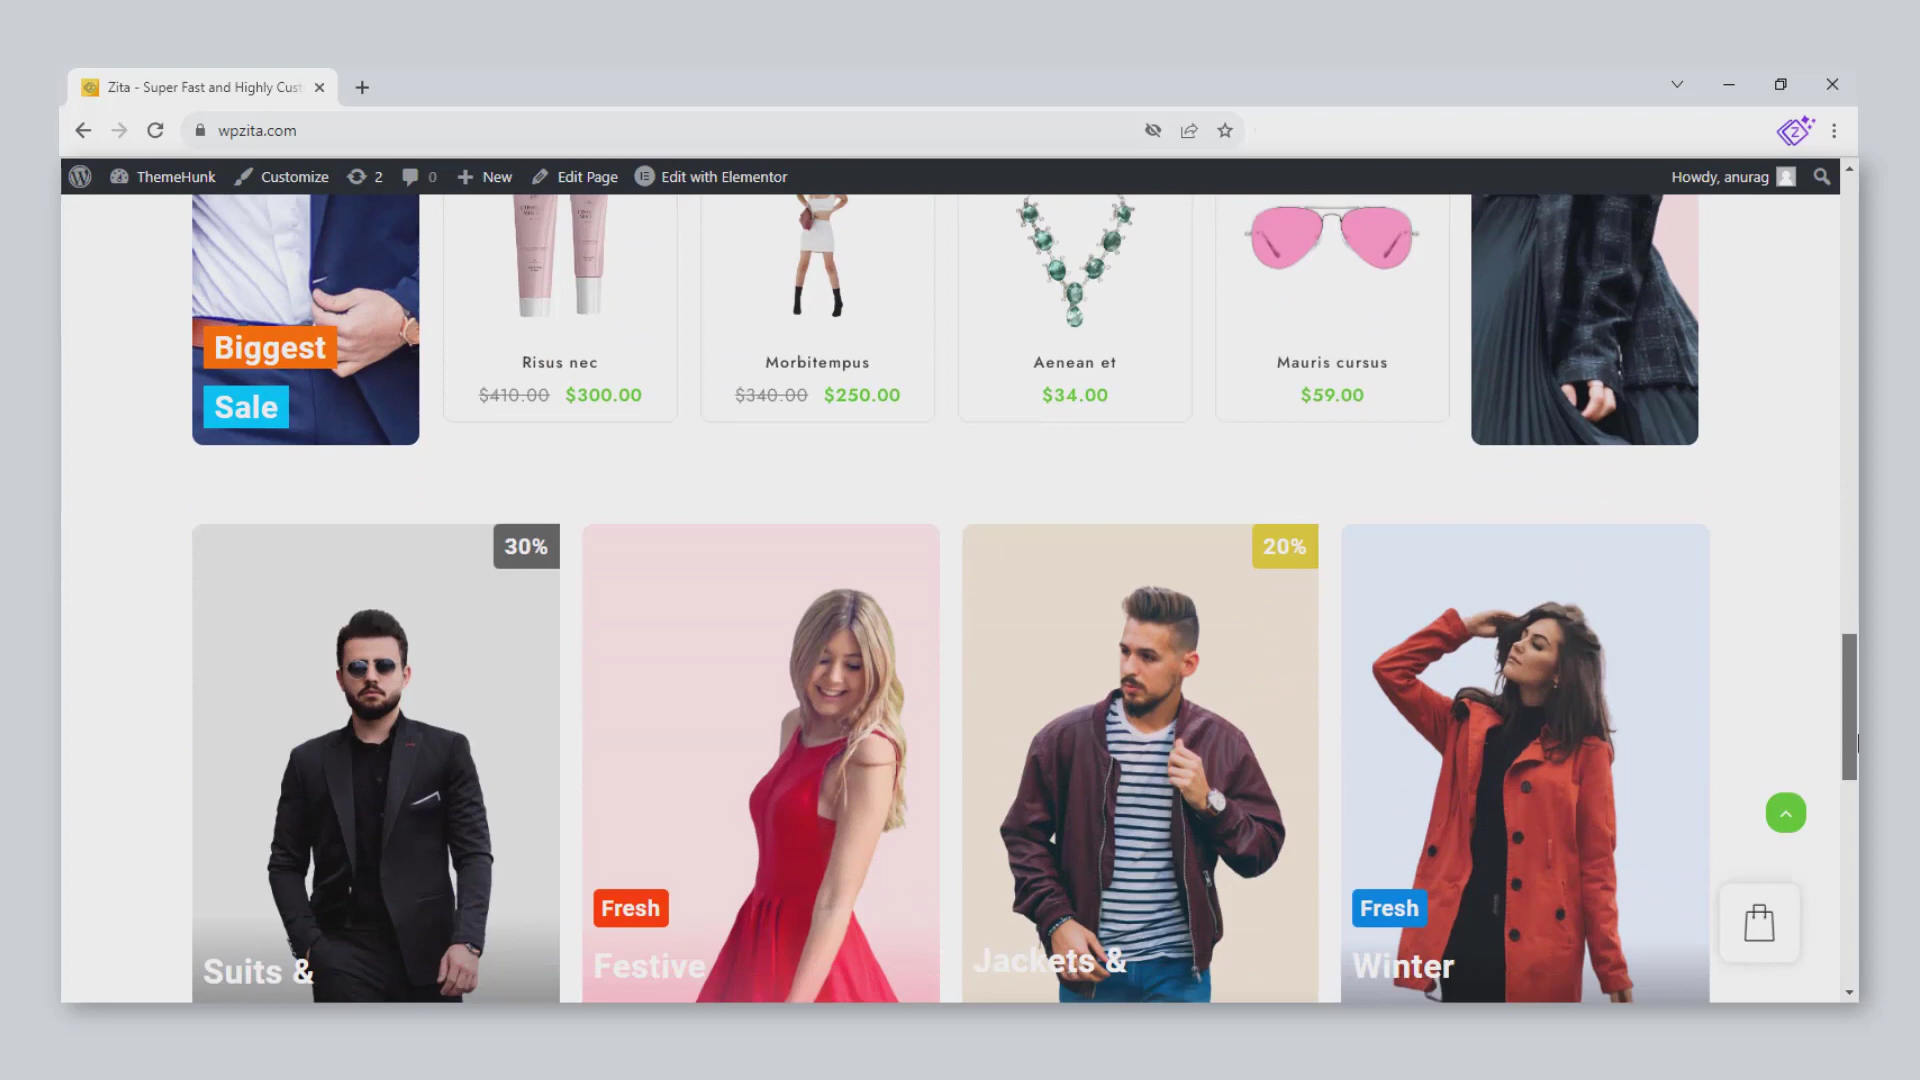 Zita - Super Fast and Highly Cust
wpzita.com
ThemeHunk Customize 2 0 New Edit Page Edit with Elementor Howdy, anurag
Biggest
Sale
Risus nec
$410.00 $300.00
Morbitempus
$340.00 $250.00
Aenean et
$34.00
Mauris cursus
$59.00
30%
Suits &
Fresh
Festive
20%
Jackets &
Fresh
Winter